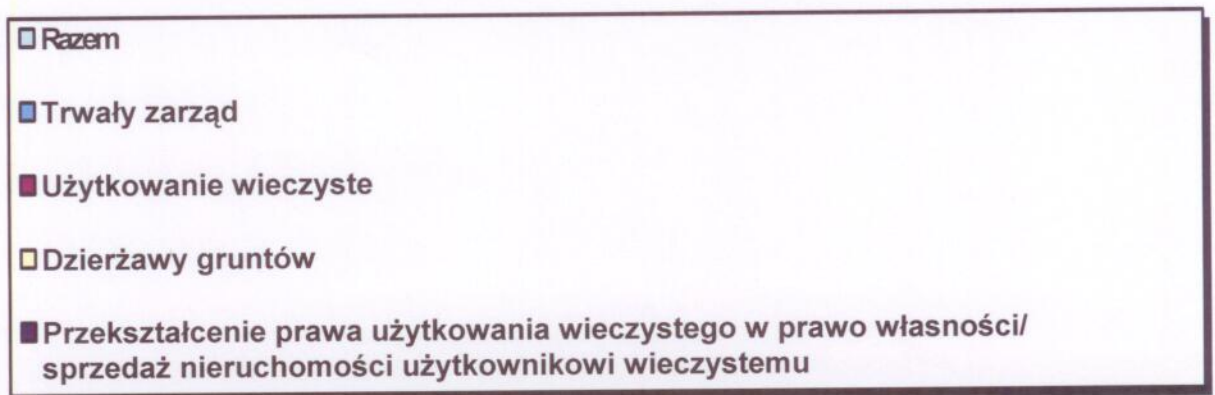 Razem
Trwały zarząd
Użytkowanie wieczyste
Dzierżawy gruntów
Przekształcenie prawa użytkowania wieczystego w prawo własności/
sprzedaż nieruchomości użytkownikowi wieczystemu